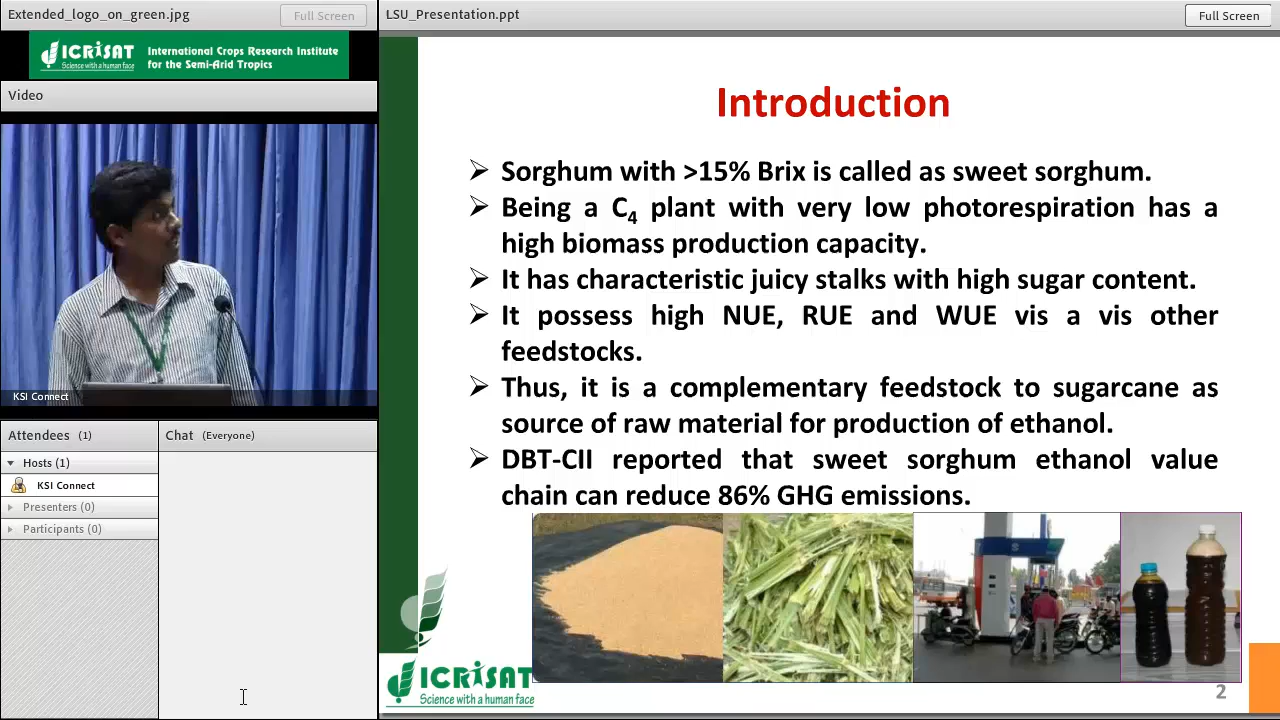 Extended_logo_on_green.jpg
Full Screen
LSU_Presentation.ppt
Full Screen
ICRISAT
Science with a human face
International Crops Research Institute
for the Semi-Arid Tropics
Video
KSI Connect
Attendees (1)
Hosts (1)
KSI Connect
Presenters (0)
Participants (0)
Chat (Everyone)
Introduction
Sorghum with >15% Brix is called as sweet sorghum.
Being a C4 plant with very low photorespiration has a
high biomass production capacity.
It has characteristic juicy stalks with high sugar content.
It possess high NUE, RUE and WUE vis a vis other
feedstocks.
Thus, it is a complementary feedstock to sugarcane as
source of raw material for production of ethanol.
DBT-CII reported that sweet sorghum ethanol value
chain can reduce 86% GHG emissions.
ICRISAT
Science with a human face
2